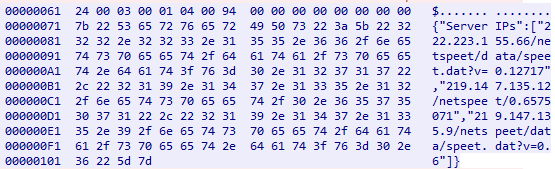 00000061 24 00 03 00 01 04 00 94 00 00 00 00 00 00 00 00 $....... ........
00000071 7b 22 53 65 72 76 65 72 49 50 73 22 3a 5b 22 32 {"Server IPs":["2
00000081 32 32 2e 32 32 33 2e 31 35 35 2e 36 36 2f 6e 65 22.223.1 55.66/ne
00000091 74 73 70 65 65 74 2f 64 61 74 61 2f 73 70 65 65 tspeet/d ata/spee
000000A1 74 2e 64 61 74 3f 76 3d 30 2e 31 32 37 31 37 22 t.dat?v= 0.12717"
000000B1 2c 22 32 31 39 2e 31 34 37 2e 31 33 35 2e 31 32 ,"219.14 7.135.12
000000C1 2f 6e 65 74 73 70 65 65 74 2f 30 2e 36 35 37 35 /netspee t/0.6575
000000D1 30 37 31 22 2c 22 32 31 39 2e 31 34 37 2e 31 33 071","21 9.147.13
000000E1 35 2e 39 2f 6e 65 74 73 70 65 65 74 2f 64 61 74 5.9/nets peet/dat
000000F1 61 2f 73 70 65 65 74 2e 64 61 74 3f 76 3d 30 2e a/speet. dat?v=0.
00000101 36 22 5d 7d 6"]}